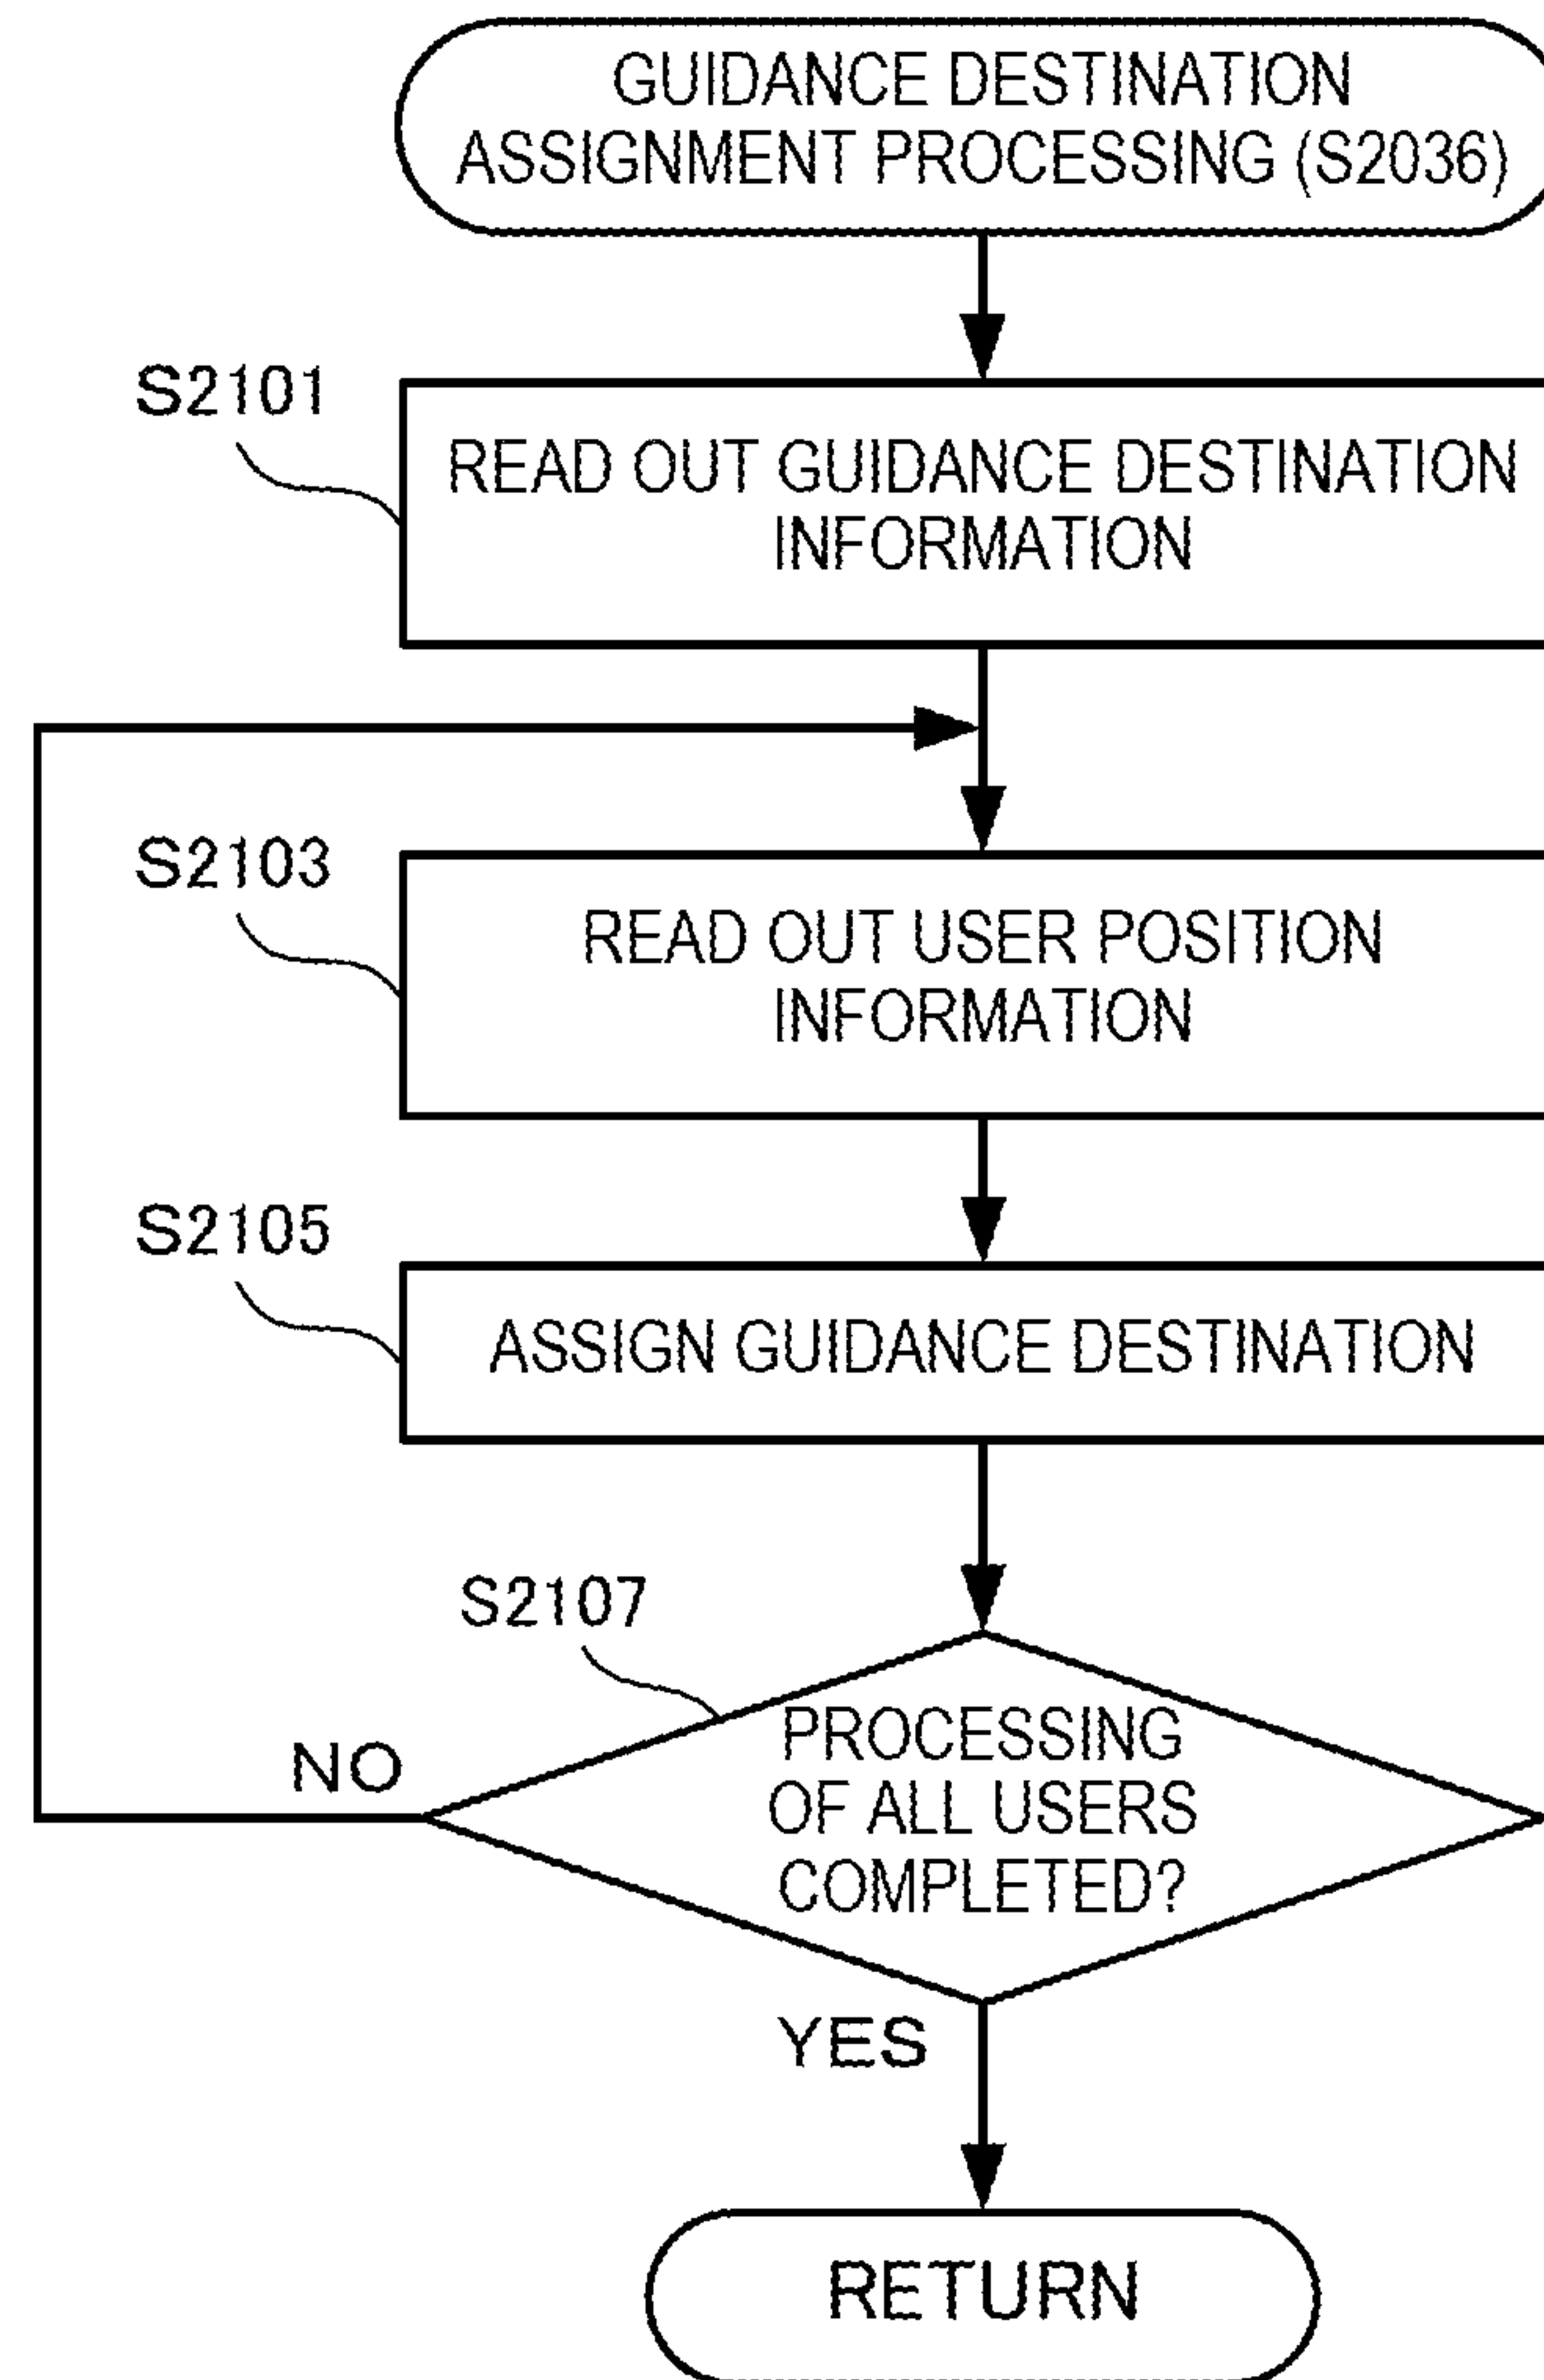 GUIDANCE DESTINATION
ASSIGNMENT PROCESSING (S2036)
S2101
READ OUT GUIDANCE DESTINATION
INFORMATION
S2103
READ OUT USER POSITION
INFORMATION
S2105
ASSIGN GUIDANCE DESTINATION
S2107
PROCESSING
OF ALL USERS
COMPLETED?
NO
YES
RETURN